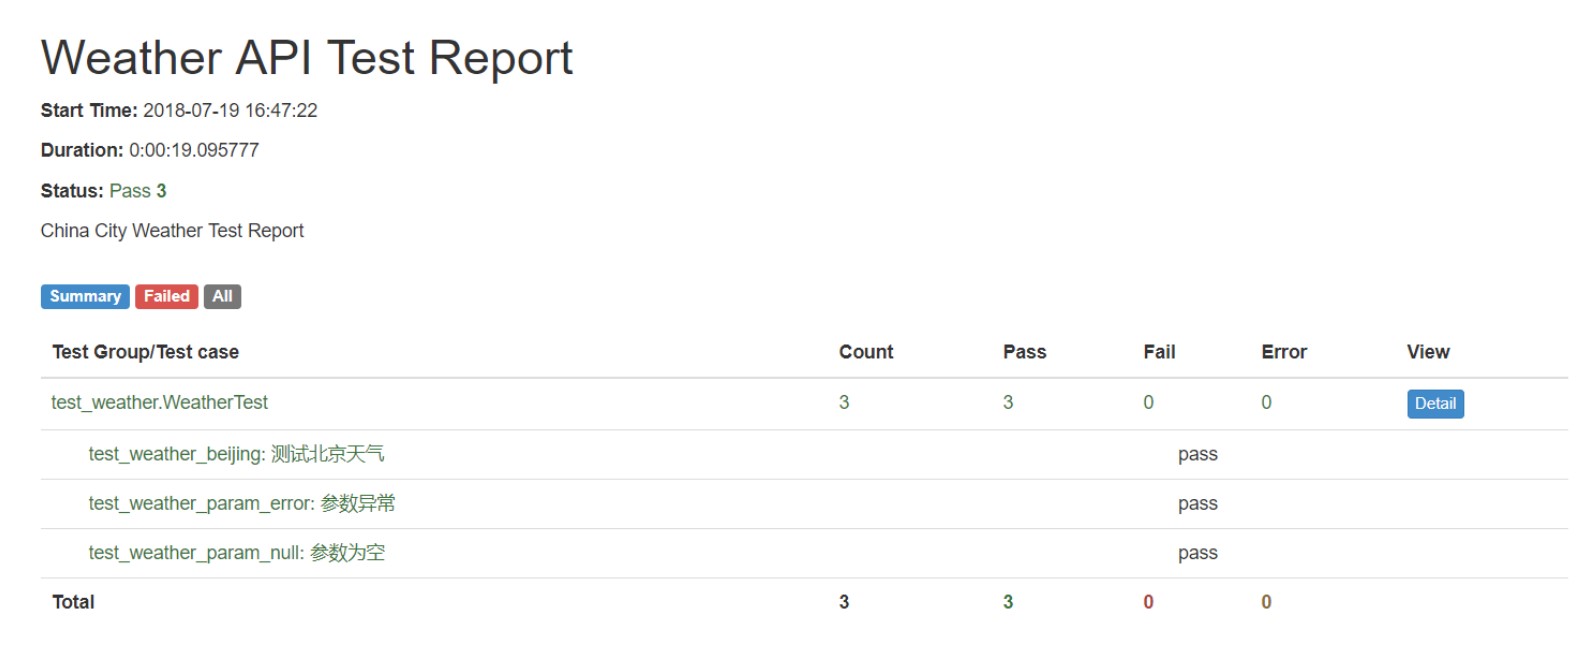 Weather API Test Report
Start Time: 2018-07-19 16:47:22
Duration: 0:00:19.095777
Status: Pass 3
China City Weather Test Report
Summary Failed All
Test Group/Test case Count Pass Fail Error View
test_weather.WeatherTest 3 3 0 0 Detail
test_weather_beijing: 测试北京天气 pass
test_weather_param_error: 参数异常 pass
test_weather_param_null: 参数为空 pass
Total 3 3 0 0